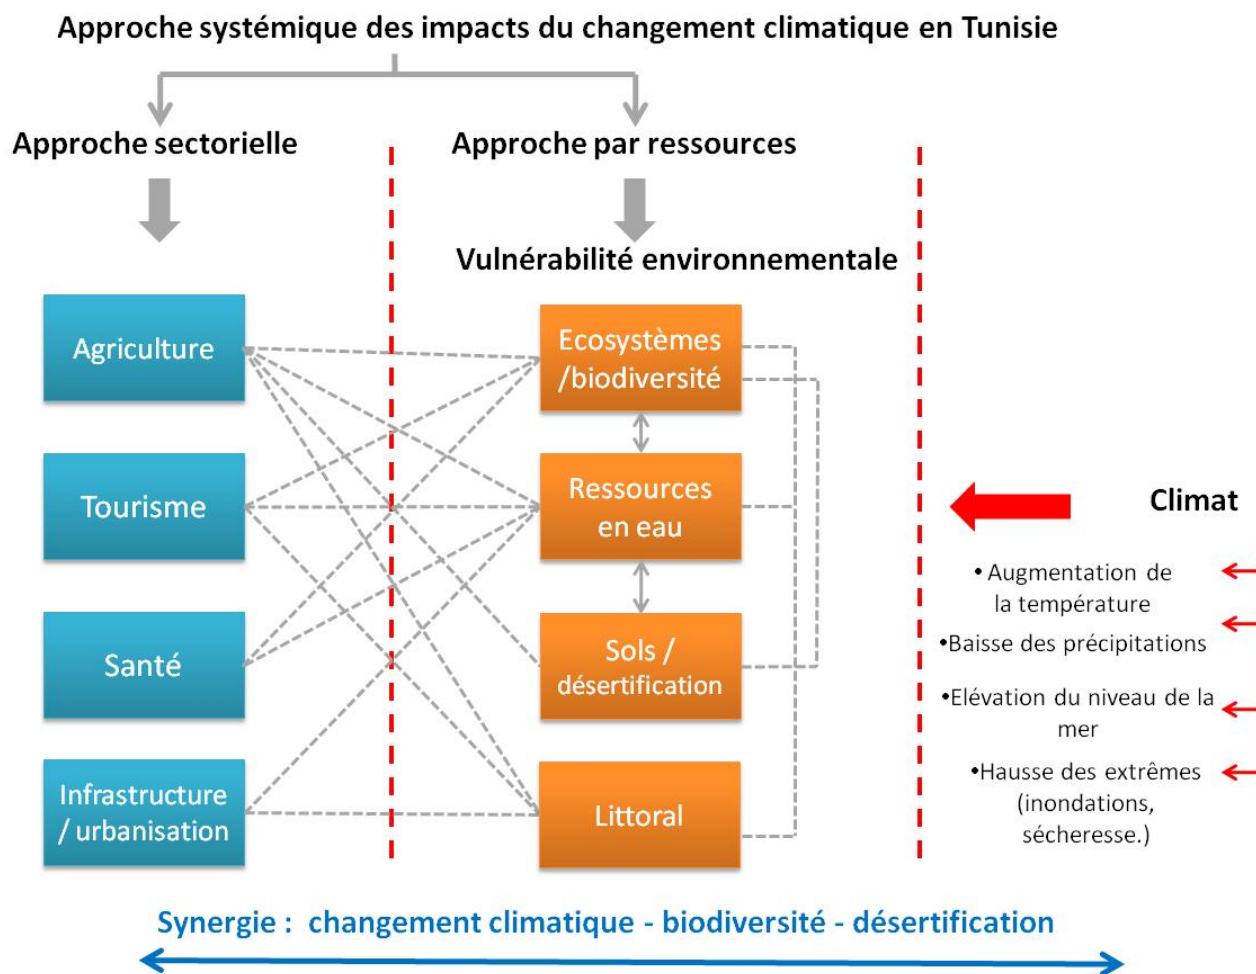 Approche systémique des impacts du changement climatique en Tunisie
Approche sectorielle
Approche par ressources
Vulnérabilité environnementale
Agriculture
Tourisme
Santé
Infrastructure
/ urbanisation
Ecosystèmes
/biodiversité
Ressources
en eau
Sols /
désertification
Littoral
Climat
•Augmentation de
la température
•Baisse des précipitations
•Elévation du niveau de la
mer
•Hausse des extrêmes
(inondations,
sécheresse.)
Synergie : changement climatique - biodiversité - désertification